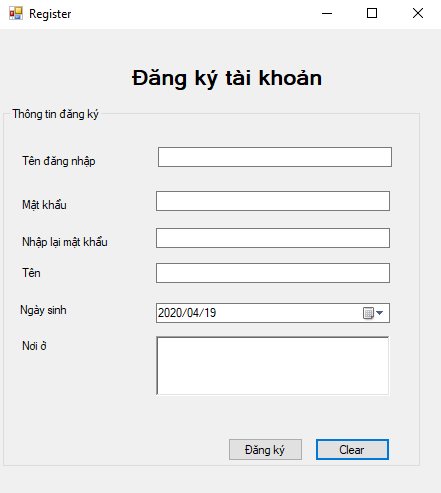 Register
Đăng ký tài khoản
Thông tin đăng ký
Tên đăng nhập
Mật khẩu
Nhập lại mật khẩu
Tên
Ngày sinh
2020/04/19
Nơi ở
Đăng ký
Clear